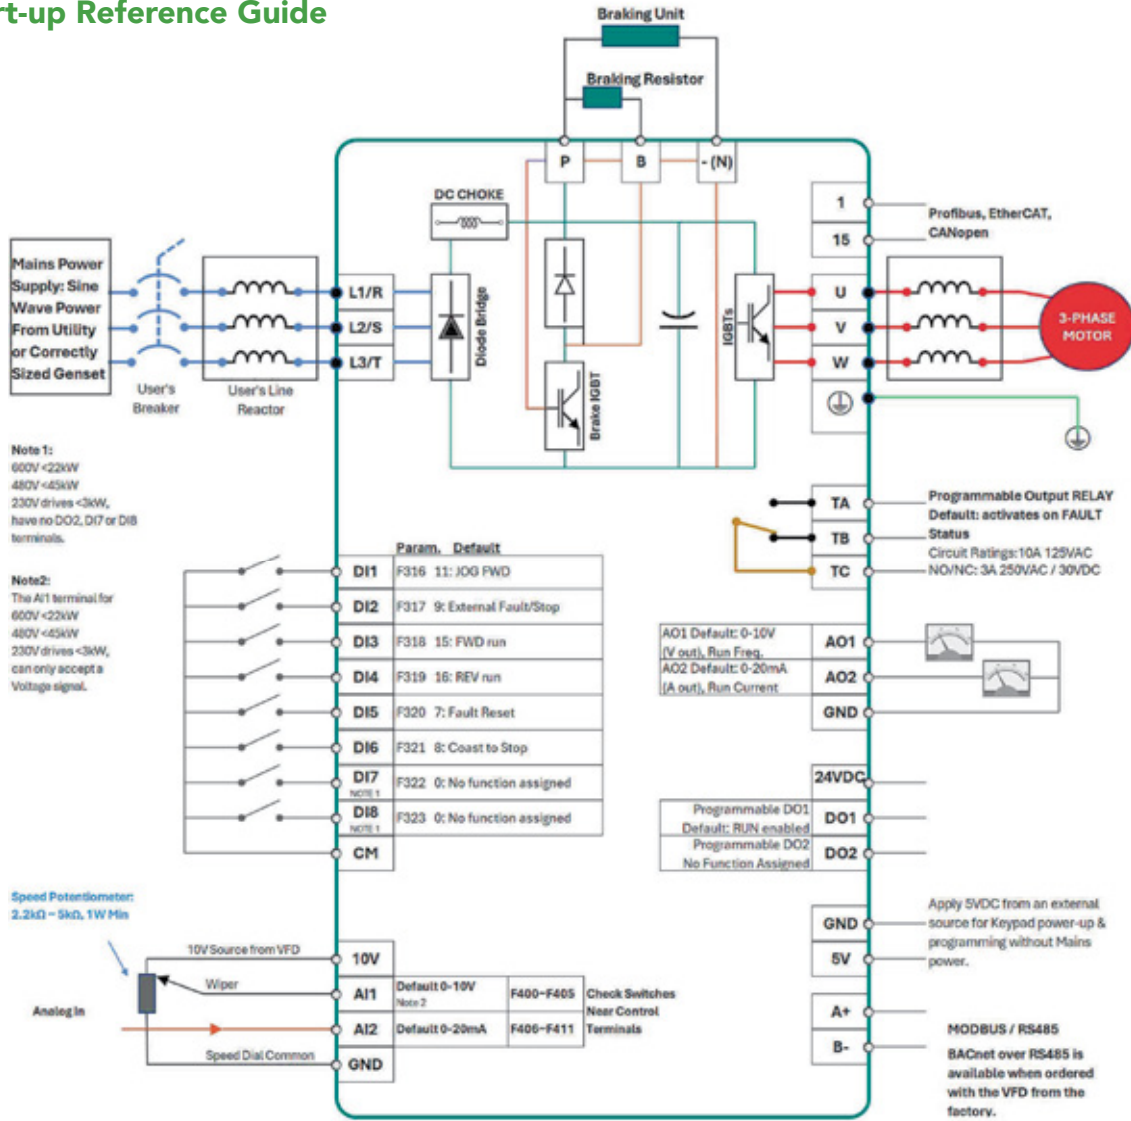 rt-up Reference Guide
Braking Unit
Braking Resistor
P
B
- (N)
DC CHOKE
1
15
Profibus, EtherCAT,
CANopen
Mains Power
Supply: Sine
Wave Power
From Utility
or Correctly
Sized Genset
User's
Breaker
User's Line
Reactor
L1/R
L2/S
L3/T
Diode Bridge
Brake IGBT
IGBTs
U
V
W
3-PHASE
MOTOR
Note 1:
600V <22kW
480V <45kW
230V drives <3kW,
have no DO2, DI7 or DI8
terminals.
Note2:
The AI1 terminal for
600V <22kW
480V <45kW
230V drives <3kW,
can only accept a
Voltage signal.
TA
TB
TC
Programmable Output RELAY
Default: activates on FAULT
Status
Circuit Ratings:10A 125VAC
NO/NC: 3A 250VAC / 30VDC
Param. Default
DI1 F316 11: JOG FWD
DI2 F317 9: External Fault/Stop
DI3 F318 15: FWD run
DI4 F319 16: REV run
DI5 F320 7: Fault Reset
DI6 F321 8: Coast to Stop
DI7 NOTE 1 F322 0: No function assigned
DI8 NOTE 1 F323 0: No function assigned
CM
AO1 Default: 0-10V
(V out), Run Freq.
AO1
AO2 Default: 0-20mA
(A out), Run Current
AO2
GND
24VDC
Programmable DO1
Default: RUN enabled
DO1
Programmable DO2
No Function Assigned
DO2
Speed Potentiometer:
2.2kΩ ~ 5kΩ, 1W Min
10V Source from VFD
Wiper
Analog In
Speed Dial Common
10V
AI1 Default 0-10V F400~F405
Note 2
AI2 Default 0-20mA F406~F411
Check Switches
Near Control
Terminals
GND
GND
5V
Apply 5VDC from an external
source for Keypad power-up &
programming without Mains
power.
A+
B-
MODBUS / RS485
BACnet over RS485 is
available when ordered
with the VFD from the
factory.